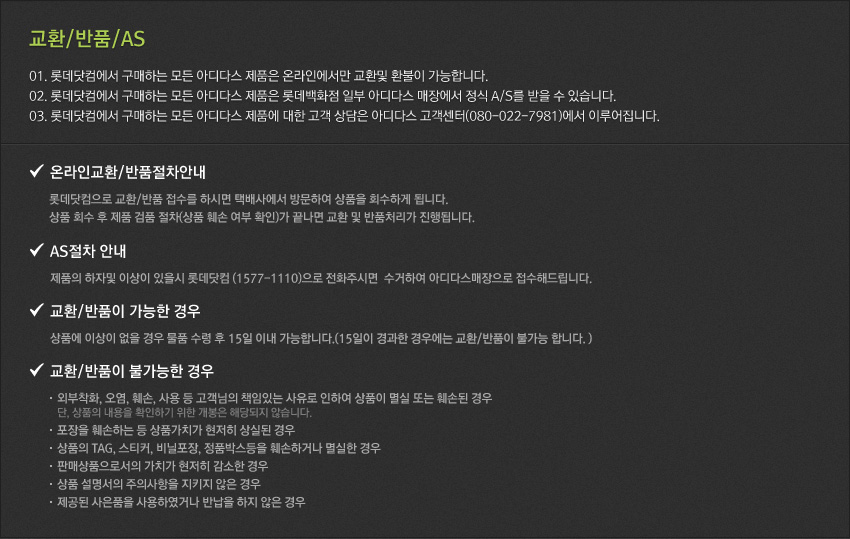 교환/반품/AS
01. 롯데닷컴에서 구매하는 모든 아디다스 제품은 온라인에서만 교환및 환불이 가능합니다.
02. 롯데닷컴에서 구매하는 모든 아디다스 제품은 롯데백화점 일부 아디다스 매장에서 정식 A/S를 받을 수 있습니다.
03. 롯데닷컴에서 구매하는 모든 아디다스 제품에 대한 고객 상담은 아디다스 고객센터(080-022-7981)에서 이루어집니다.
온라인교환/반품절차안내
롯데닷컴으로 교환/반품 접수를 하시면 택배사에서 방문하여 상품을 회수하게 됩니다.
상품 회수 후 제품 검품 절차(상품 훼손 여부 확인)가 끝나면 교환 및 반품처리가 진행됩니다.
AS절차 안내
제품의 하자및 이상이 있을시 롯데닷컴 (1577-1110)으로 전화주시면 수거하여 아디다스매장으로 접수해드립니다.
교환/반품이 가능한 경우
상품에 이상이 없을 경우 물품 수령 후 15일 이내 가능합니다.(15일이 경과한 경우에는 교환/반품이 불가능 합니다. )
교환/반품이 불가능한 경우
· 외부착화, 오염, 훼손, 사용 등 고객님의 책임있는 사유로 인하여 상품이 멸실 또는 훼손된 경우
단, 상품의 내용을 확인하기 위한 개봉은 해당되지 않습니다.
· 포장을 훼손하는 등 상품가치가 현저히 상실된 경우
· 상품의 TAG, 스티커, 비닐포장, 정품박스등을 훼손하거나 멸실한 경우
· 판매상품으로서의 가치가 현저히 감소한 경우
· 상품 설명서의 주의사항을 지키지 않은 경우
· 제공된 사은품을 사용하였거나 반납을 하지 않은 경우